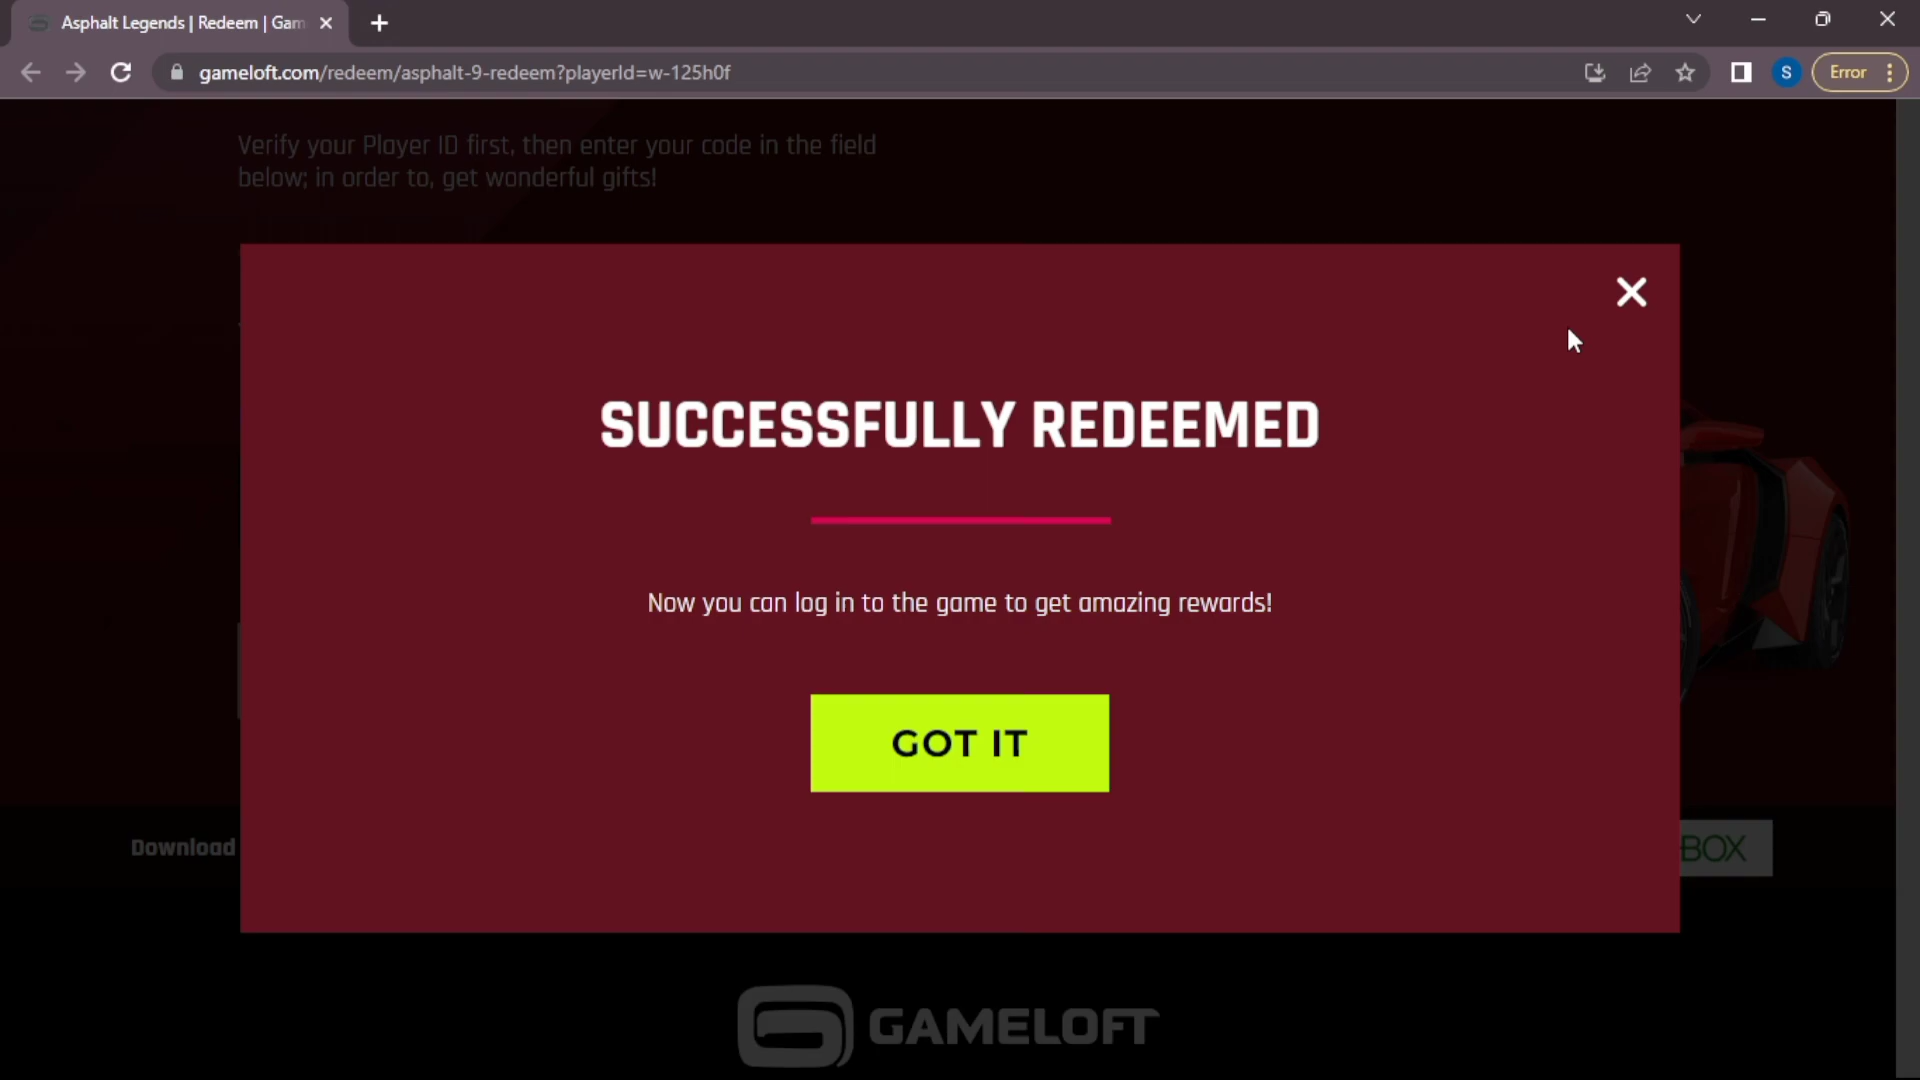 Asphalt Legends | Redeem | Gam
gameloft.com/redeem/asphalt-9-redeem?playerId=w-125h0f
S
Error
Verify your Player ID first, then enter your code in the field
below; in order to, get wonderful gifts!
SUCCESSFULLY REDEEMED
Now you can log in to the game to get amazing rewards!
GOT IT
Download
BOX
GAMELOFT